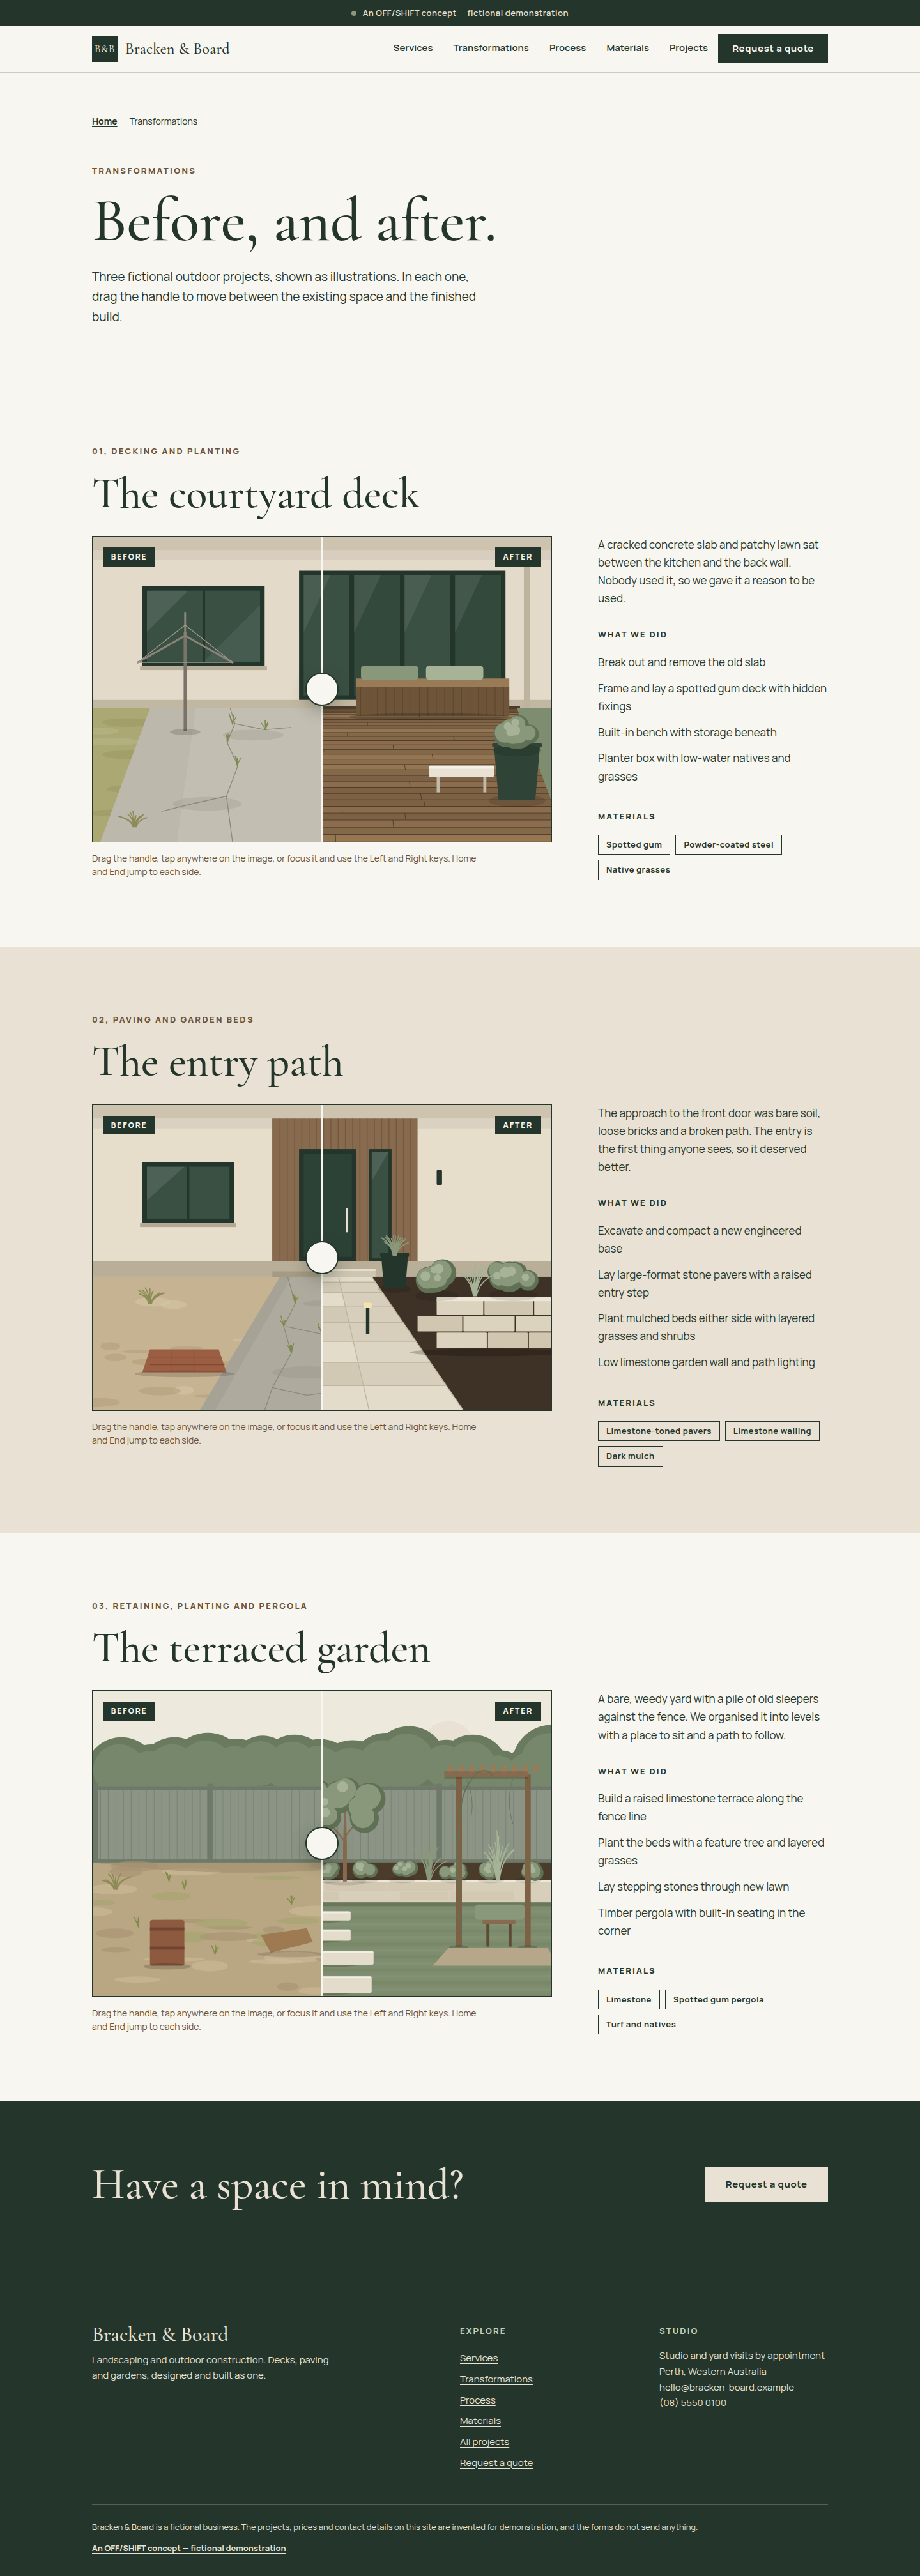 An OFF/SHIFT concept — fictional demonstration
B&B Bracken & Board
Services Transformations Process Materials Projects Request a quote
Home Transformations
TRANSFORMATIONS
Before, and after.
Three fictional outdoor projects, shown as illustrations. In each one,
drag the handle to move between the existing space and the finished
build.
01, DECKING AND PLANTING
The courtyard deck
BEFORE
AFTER
Drag the handle, tap anywhere on the image, or focus it and use the Left and Right keys. Home
and End jump to each side.
A cracked concrete slab and patchy lawn sat
between the kitchen and the back wall.
Nobody used it, so we gave it a reason to be
used.
WHAT WE DID
Break out and remove the old slab
Frame and lay a spotted gum deck with hidden
fixings
Built-in bench with storage beneath
Planter box with low-water natives and
grasses
MATERIALS
Spotted gum Powder-coated steel
Native grasses
02, PAVING AND GARDEN BEDS
The entry path
BEFORE
AFTER
Drag the handle, tap anywhere on the image, or focus it and use the Left and Right keys. Home
and End jump to each side.
The approach to the front door was bare soil,
loose bricks and a broken path. The entry is
the first thing anyone sees, so it deserved
better.
WHAT WE DID
Excavate and compact a new engineered
base
Lay large-format stone pavers with a raised
entry step
Plant mulched beds either side with layered
grasses and shrubs
Low limestone garden wall and path lighting
MATERIALS
Limestone-toned pavers Limestone walling
Dark mulch
03, RETAINING, PLANTING AND PERGOLA
The terraced garden
BEFORE
AFTER
Drag the handle, tap anywhere on the image, or focus it and use the Left and Right keys. Home
and End jump to each side.
A bare, weedy yard with a pile of old sleepers
against the fence. We organised it into levels
with a place to sit and a path to follow.
WHAT WE DID
Build a raised limestone terrace along the
fence line
Plant the beds with a feature tree and layered
grasses
Lay stepping stones through new lawn
Timber pergola with built-in seating in the
corner
MATERIALS
Limestone Spotted gum pergola
Turf and natives
Have a space in mind?
Request a quote
Bracken & Board
Landscaping and outdoor construction. Decks, paving
and gardens, designed and built as one.
EXPLORE
Services
Transformations
Process
Materials
All projects
Request a quote
STUDIO
Studio and yard visits by appointment
Perth, Western Australia
hello@bracken-board.example
(08) 5550 0100
Bracken & Board is a fictional business. The projects, prices and contact details on this site are invented for demonstration, and the forms do not send anything.
An OFF/SHIFT concept — fictional demonstration